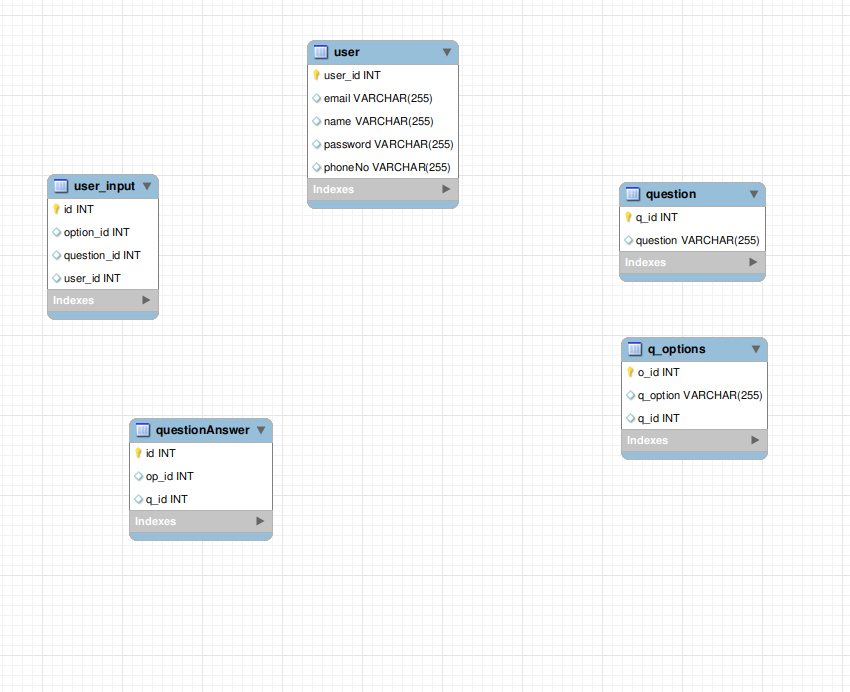 user
user_id INT
email VARCHAR(255)
name VARCHAR(255)
password VARCHAR(255)
phoneNo VARCHAR(255)
Indexes
user_input
id INT
option_id INT
question_id INT
user_id INT
Indexes
question
q_id INT
question VARCHAR(255)
Indexes
q_options
o_id INT
q_option VARCHAR(255)
q_id INT
Indexes
questionAnswer
id INT
op_id INT
q_id INT
Indexes